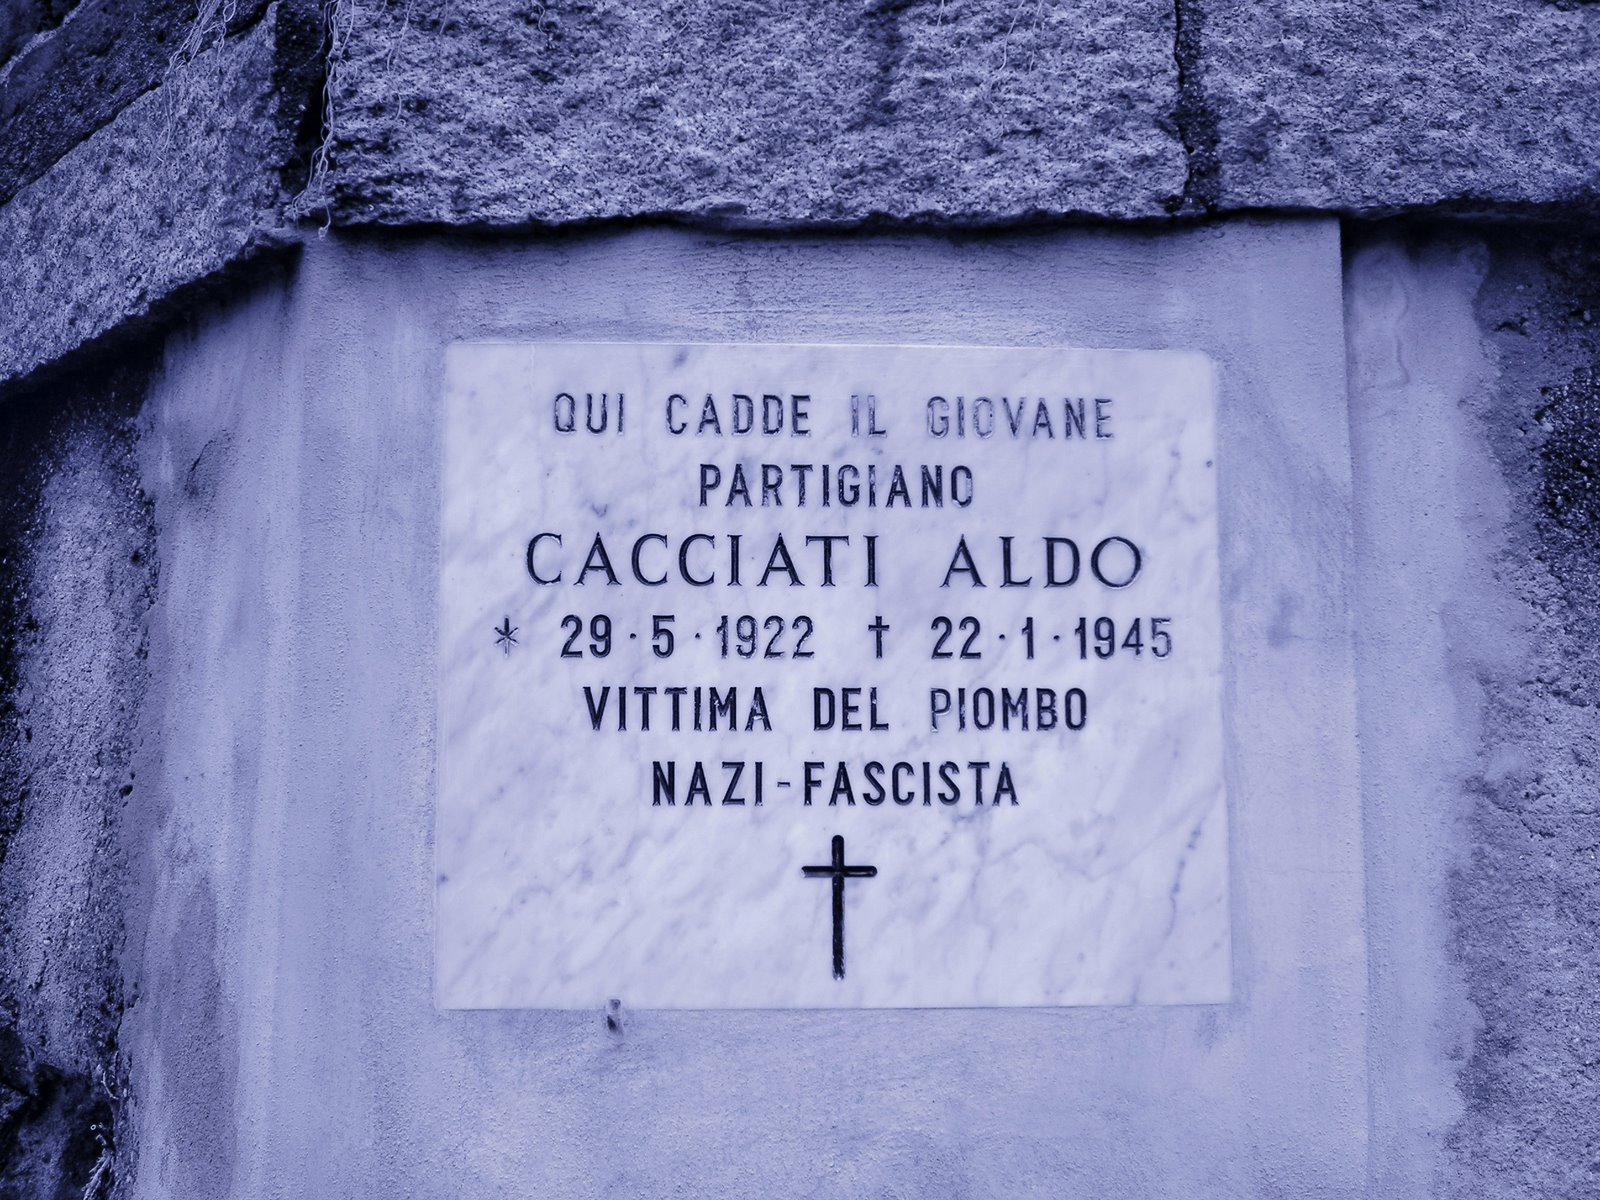 QUI CADDE IL GIOVANE
PARTIGIANO
CACCIATI ALDO
* 29·5·1922 † 22·1·1945
VITTIMA DEL PIOMBO
NAZI-FASCISTA